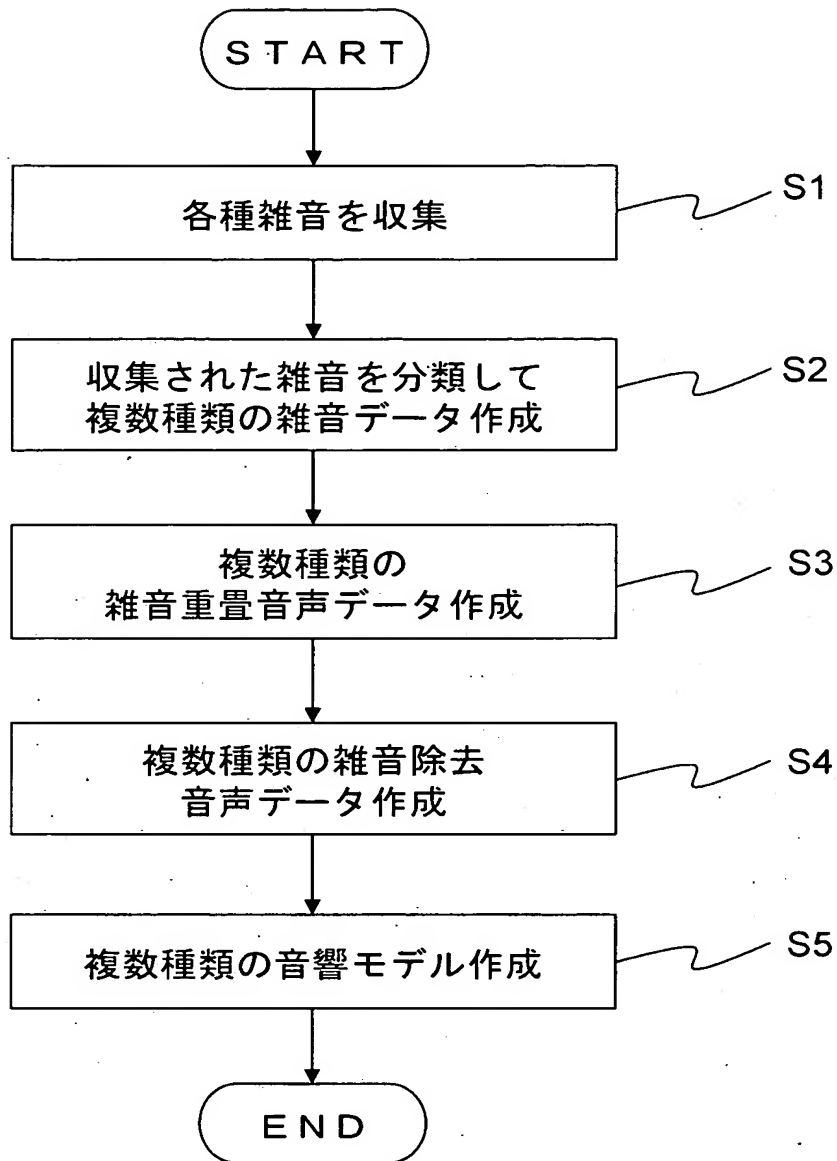 START
各種雑音を収集
S1
収集された雑音を分類して
複数種類の雑音データ作成
S2
複数種類の
雑音重畳音声データ作成
S3
複数種類の雑音除去
音声データ作成
S4
複数種類の音響モデル作成
S5
END